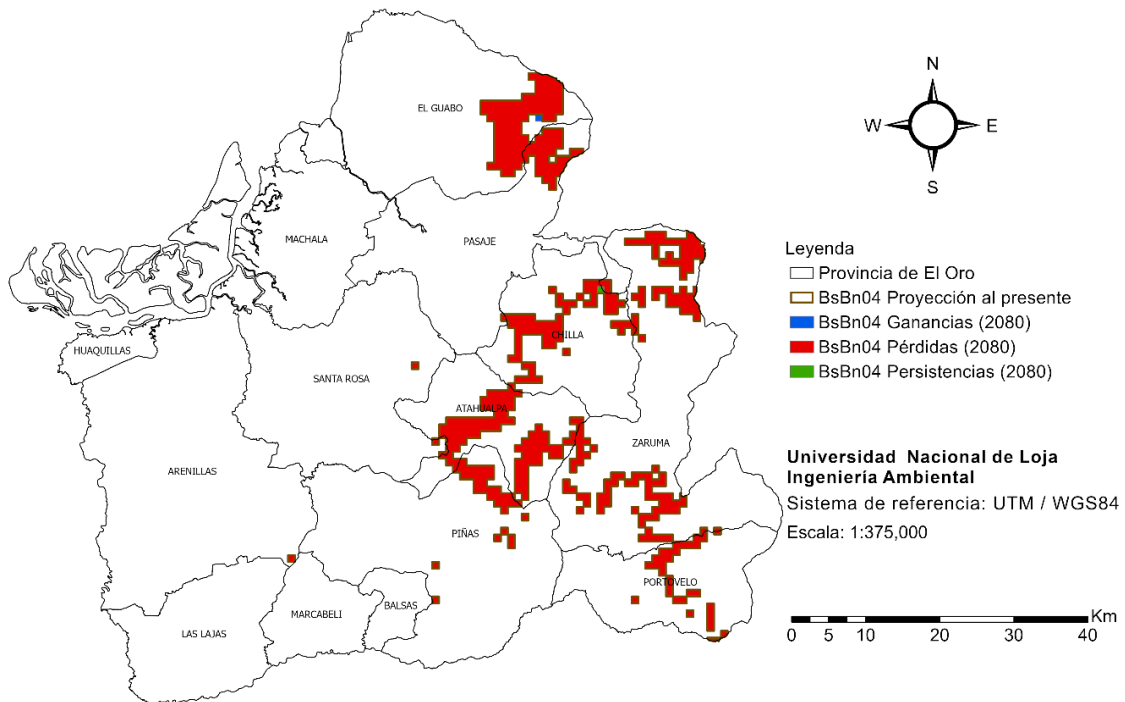 EL GUABO
MACHALA
PASAJE
HUAQUILLAS
SANTA ROSA
CHILLA
ATAHUALPA
ZARUMA
ARENILLAS
PIÑAS
PORTOVELO
BALSAS
MARCABELI
LAS LAJAS
N
W
E
S
Leyenda
Provincia de El Oro
BsBn04 Proyección al presente
BsBn04 Ganancias (2080)
BsBn04 Pérdidas (2080)
BsBn04 Persistencias (2080)
Universidad Nacional de Loja
Ingeniería Ambiental
Sistema de referencia: UTM / WGS84
Escala: 1:375,000
Km
0 5 10 20 30 40